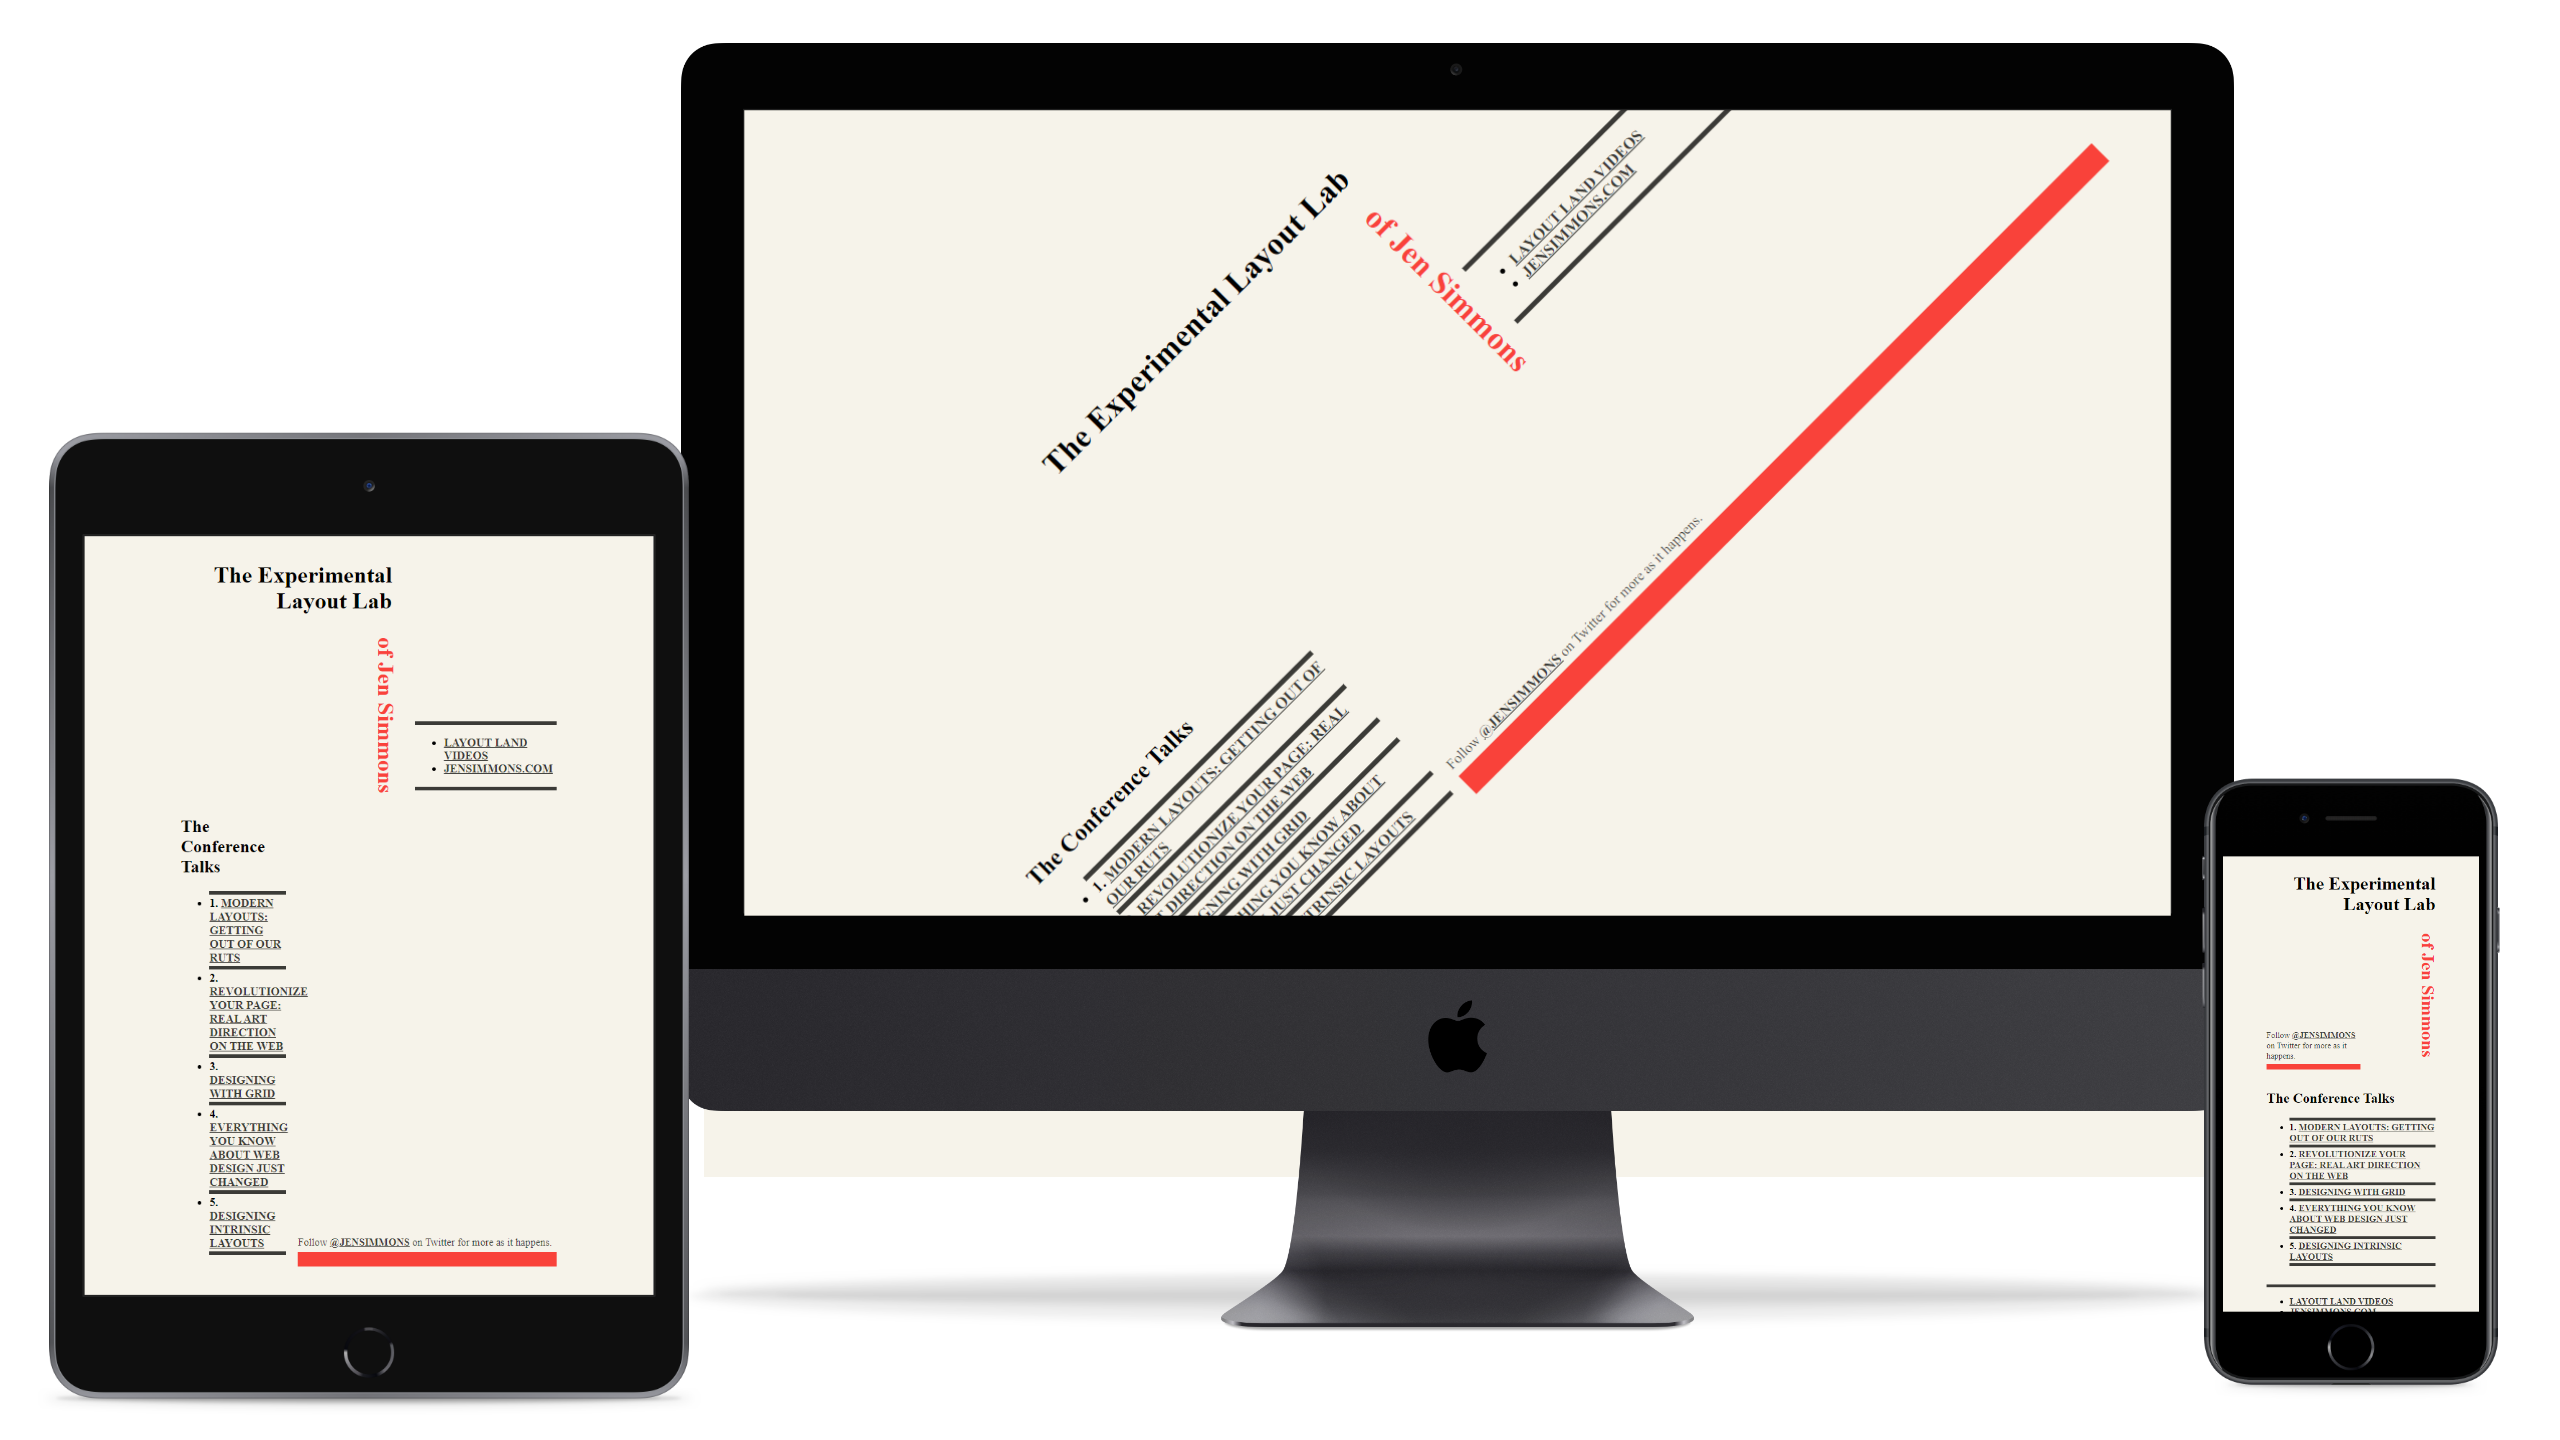 The Experimental
Layout Lab
of Jen Simmons
• LAYOUT LAND
VIDEOS
• JENSIMMONS.COM
The
Conference
Talks
• 1. MODERN
LAYOUTS:
GETTING
OUT OF OUR
RUTS
• 2.
REVOLUTIONIZE
YOUR PAGE:
REAL ART
DIRECTION
ON THE WEB
• 3.
DESIGNING
WITH GRID
• 4.
EVERYTHING
YOU KNOW
ABOUT WEB
DESIGN JUST
CHANGED
• 5.
DESIGNING
INTRINSIC
LAYOUTS
Follow @JENSIMMONS on Twitter for more as it happens.
The Experimental Layout Lab
of Jen Simmons
• LAYOUT LAND VIDEOS
• JENSIMMONS.COM
The Conference Talks
• 1. MODERN LAYOUTS: GETTING OUT OF
OUR RUTS
REVOLUTIONIZE YOUR PAGE: REAL
DIRECTION ON THE WEB
GNING WITH GRID
HING YOU KNOW ABOUT
JUST CHANGED
TRINSIC LAYOUTS
Follow @JENSIMMONS on Twitter for more as it happens.
The Experimental
Layout Lab
of Jen Simmons
Follow @JENSIMMONS
on Twitter for more as it
happens.
The Conference Talks
• 1. MODERN LAYOUTS: GETTING
OUT OF OUR RUTS
• 2. REVOLUTIONIZE YOUR
PAGE: REAL ART DIRECTION
ON THE WEB
• 3. DESIGNING WITH GRID
• 4. EVERYTHING YOU KNOW
ABOUT WEB DESIGN JUST
CHANGED
• 5. DESIGNING INTRINSIC
LAYOUTS
• LAYOUT LAND VIDEOS